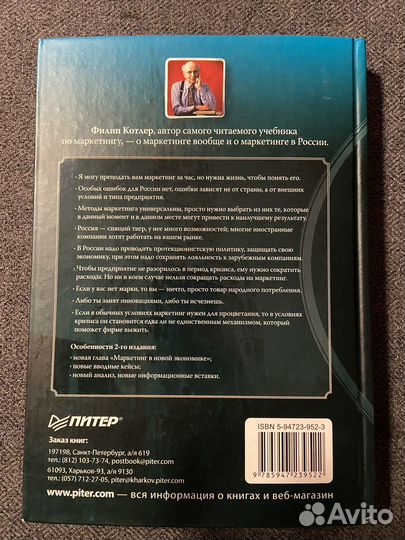 Филип Котлер, автор самого читаемого учебника
по маркетингу, — о маркетинге вообще и о маркетинге в России.
· Я могу преподать вам маркетинг за час, но нужна жизнь, чтобы понять его.
· Особых ошибок для России нет, ошибки зависят не от страны, а от внешних
условий и типа предприятия.
· Методы маркетинга универсальны, просто нужно выбрать из них те, которые
в данный момент и в данном месте могут привести к наилучшему результату.
· Россия — спящий тигр, у нее много возможностей; многие иностранные
компании хотят работать на вашем рынке.
· В России надо проводить протекционистскую политику, защищать свою
экономику, при этом надо сохранять лояльность к зарубежным компаниям.
· Чтобы предприятие не разорилось в период кризиса, ему нужно сократить
расходы. Но ни в коем случае нельзя сокращать расходы на маркетинг.
· Если у вас нет марки, то вы — ничто, просто товар народного потребления.
· Либо ты занят инновациями, либо ты исчезнешь.
· Если в обычных условиях маркетинг нужен для процветания, то в условиях
кризиса он становится едва ли не единственным механизмом, который
поможет фирме выжить.
Особенности 2-го издания:
· новая глава «Маркетинг в новой экономике»;
· новые вводные кейсы;
· новый анализ, новые информационные вставки.
ПИТЕР
Заказ книг:
197198, Санкт-Петербург, а/я 619
тел.: (812) 103-73-74, postbook@piter.com
61093, Харьков-93, а/я 9130
тел.: (057) 712-27-05, piter@kharkov.piter.com
www.piter.com — вся информация о книгах и веб-магазин
ISBN 5-94723-952-3
9 785947 239522
Avito